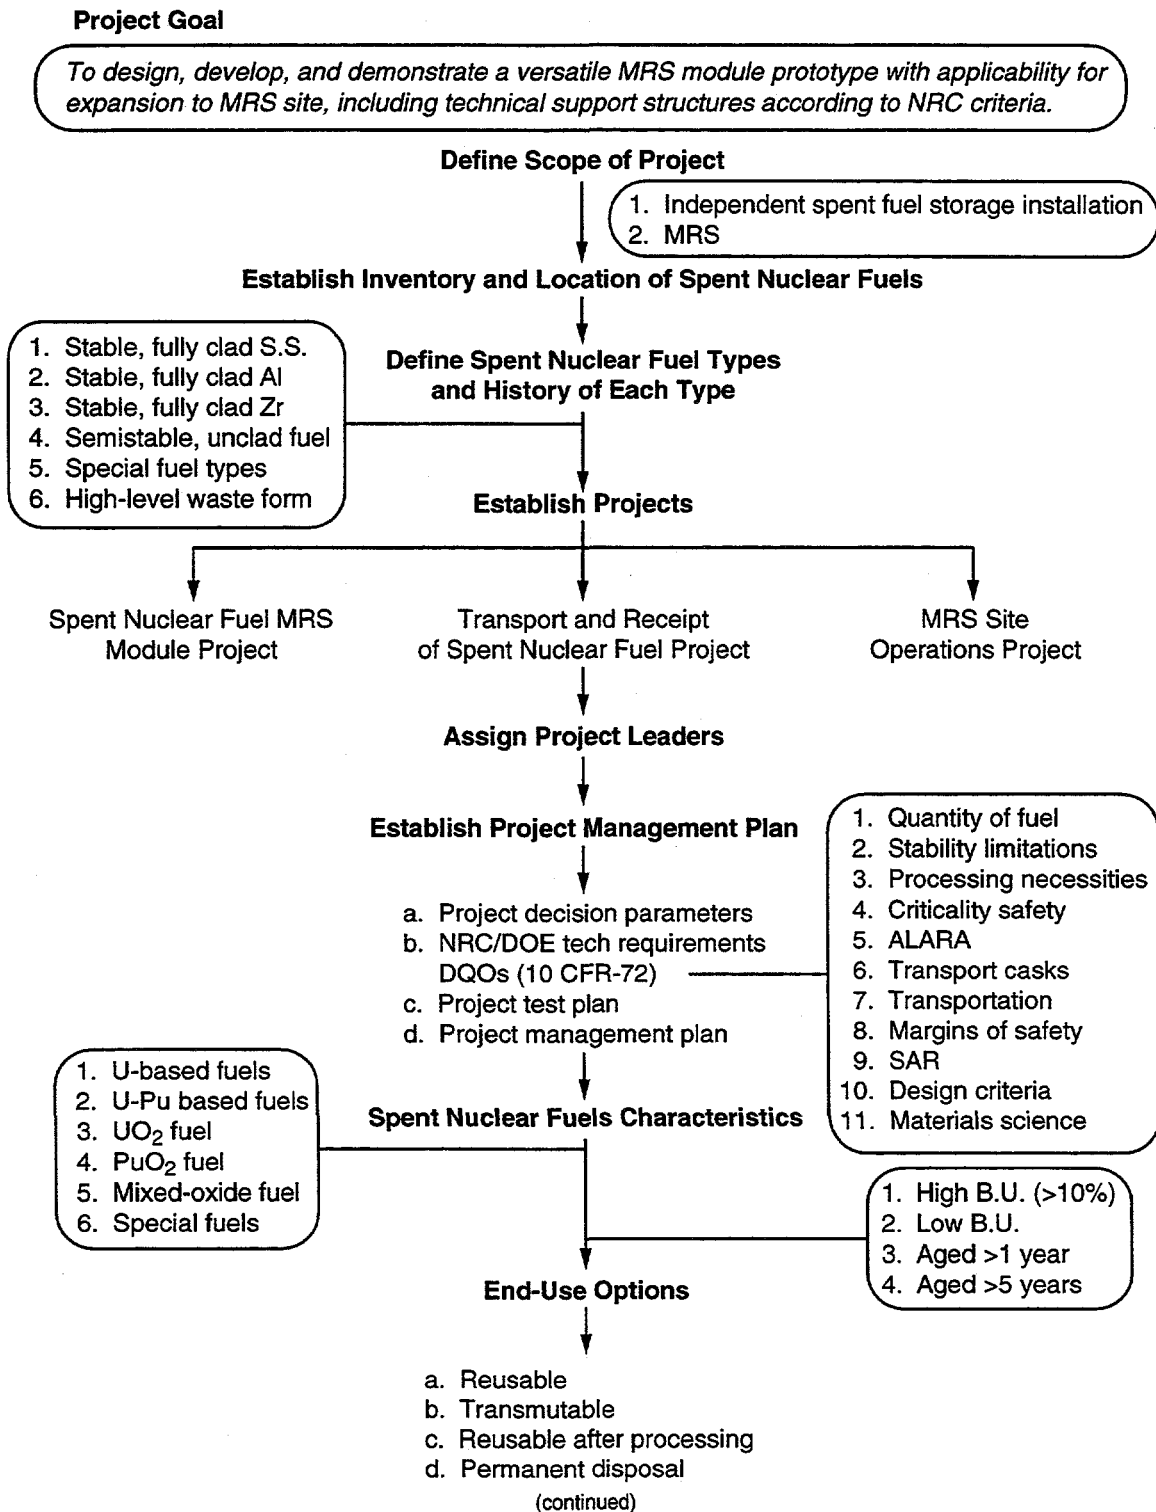 Project Goal
To design, develop, and demonstrate a versatile MRS module prototype with applicability for
expansion to MRS site, including technical support structures according to NRC criteria.
Define Scope of Project
1. Independent spent fuel storage installation
2. MRS
Establish Inventory and Location of Spent Nuclear Fuels
1. Stable, fully clad S.S.
2. Stable, fully clad Al
3. Stable, fully clad Zr
4. Semistable, unclad fuel
5. Special fuel types
6. High-level waste form
Define Spent Nuclear Fuel Types
and History of Each Type
Establish Projects
Spent Nuclear Fuel MRS
Module Project
Transport and Receipt
of Spent Nuclear Fuel Project
MRS Site
Operations Project
Assign Project Leaders
Establish Project Management Plan
a. Project decision parameters
b. NRC/DOE tech requirements
DQOs (10 CFR-72)
c. Project test plan
d. Project management plan
1. Quantity of fuel
2. Stability limitations
3. Processing necessities
4. Criticality safety
5. ALARA
6. Transport casks
7. Transportation
8. Margins of safety
9. SAR
10. Design criteria
11. Materials science
1. U-based fuels
2. U-Pu based fuels
3. UO2 fuel
4. PuO2 fuel
5. Mixed-oxide fuel
6. Special fuels
Spent Nuclear Fuels Characteristics
1. High B.U. (>10%)
2. Low B.U.
3. Aged >1 year
4. Aged >5 years
End-Use Options
a. Reusable
b. Transmutable
c. Reusable after processing
d. Permanent disposal
(continued)